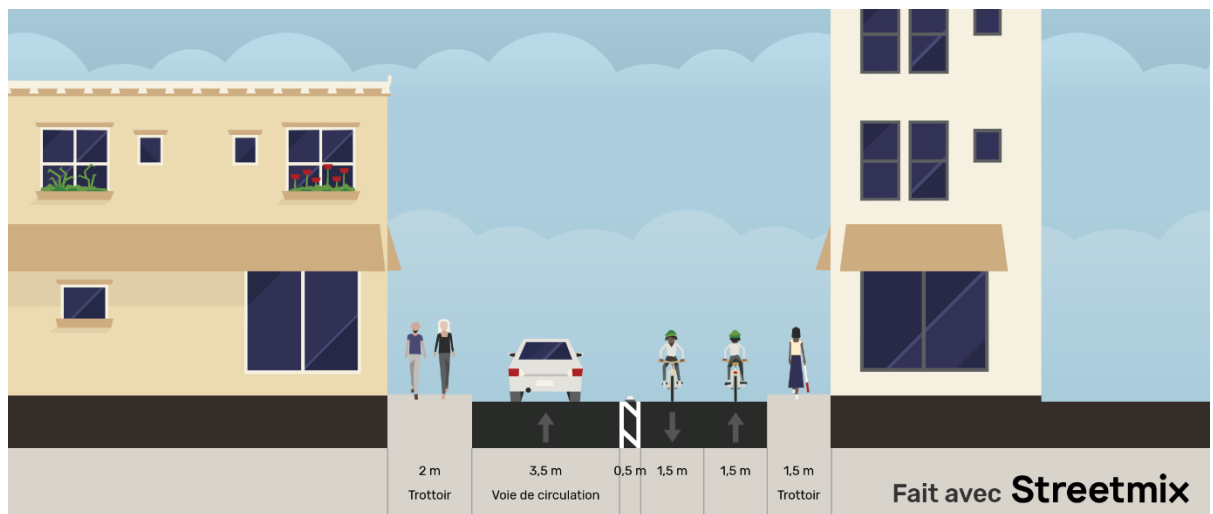 2 m
Trottoir
3,5 m
Voie de circulation
0,5 m
1,5 m
1,5 m
1,5 m
Trottoir
Fait avec Streetmix